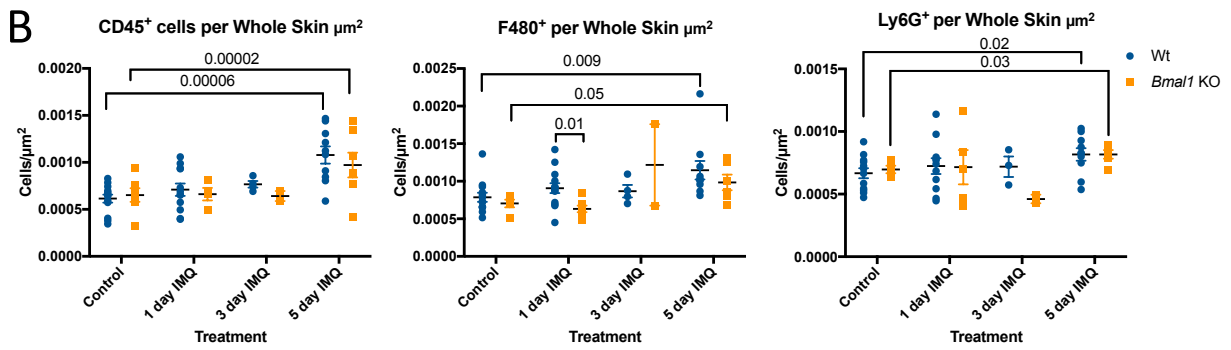 B
CD45⁺ cells per Whole Skin µm²
0.00002
0.00006
Cells/µm²
0.0020
0.0015
0.0010
0.0005
0.0000
Control
1 day IMQ
3 day IMQ
5 day IMQ
Treatment
F480⁺ per Whole Skin µm²
0.009
0.05
0.01
Cells/µm²
0.0025
0.0020
0.0015
0.0010
0.0005
0.0000
Control
1 day IMQ
3 day IMQ
5 day IMQ
Treatment
Ly6G⁺ per Whole Skin µm²
0.02
0.03
Cells/µm²
0.0015
0.0010
0.0005
0.0000
Control
1 day IMQ
3 day IMQ
5 day IMQ
Treatment
Wt
Bmal1 KO